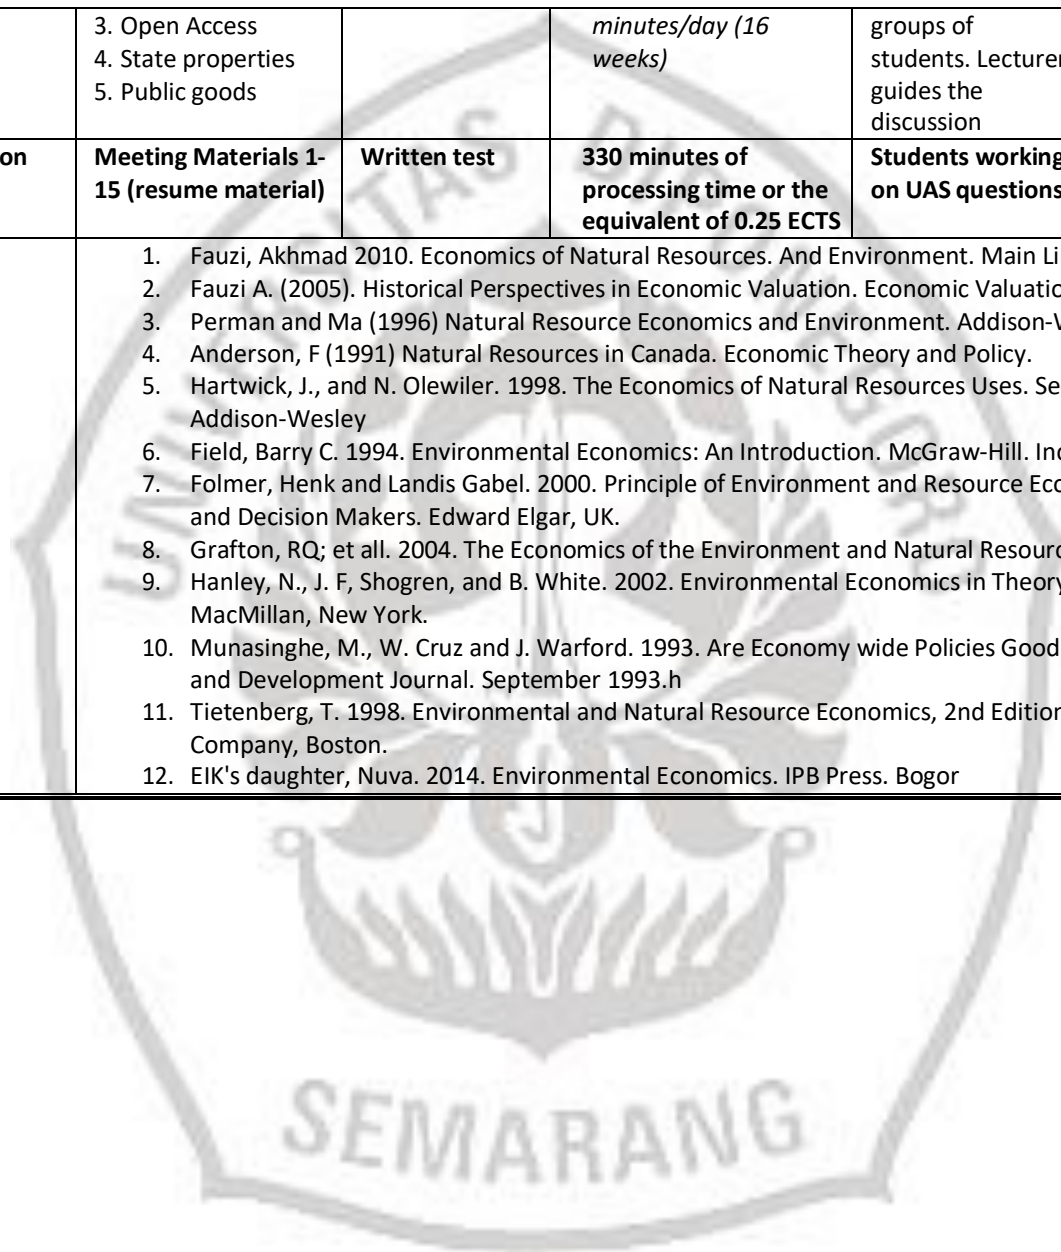 3. Open Access
4. State properties
5. Public goods
minutes/day (16
weeks)
groups of
students. Lecturer
guides the
discussion
on
Meeting Materials 1-
15 (resume material)
Written test
330 minutes of
processing time or the
equivalent of 0.25 ECTS
Students working
on UAS questions
1. Fauzi, Akhmad 2010. Economics of Natural Resources. And Environment. Main Li
2. Fauzi A. (2005). Historical Perspectives in Economic Valuation. Economic Valuatio
3. Perman and Ma (1996) Natural Resource Economics and Environment. Addison-W
4. Anderson, F (1991) Natural Resources in Canada. Economic Theory and Policy.
5. Hartwick, J., and N. Olewiler. 1998. The Economics of Natural Resources Uses. Se
Addison-Wesley
6. Field, Barry C. 1994. Environmental Economics: An Introduction. McGraw-Hill. Inc
7. Folmer, Henk and Landis Gabel. 2000. Principle of Environment and Resource Eco
and Decision Makers. Edward Elgar, UK.
8. Grafton, RQ; et all. 2004. The Economics of the Environment and Natural Resourc
9. Hanley, N., J. F, Shogren, and B. White. 2002. Environmental Economics in Theory
MacMillan, New York.
10. Munasinghe, M., W. Cruz and J. Warford. 1993. Are Economy wide Policies Good
and Development Journal. September 1993.h
11. Tietenberg, T. 1998. Environmental and Natural Resource Economics, 2nd Edition
Company, Boston.
12. EIK's daughter, Nuva. 2014. Environmental Economics. IPB Press. Bogor
UNIVERSITAS DIPONEGORO
SEMARANG